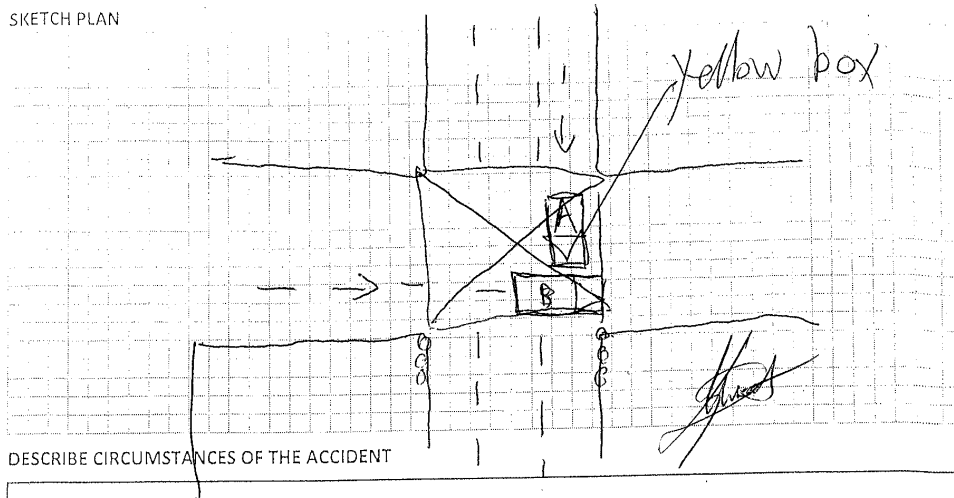 SKETCH PLAN
yellow box
A
B
DESCRIBE CIRCUMSTANCES OF THE ACCIDENT